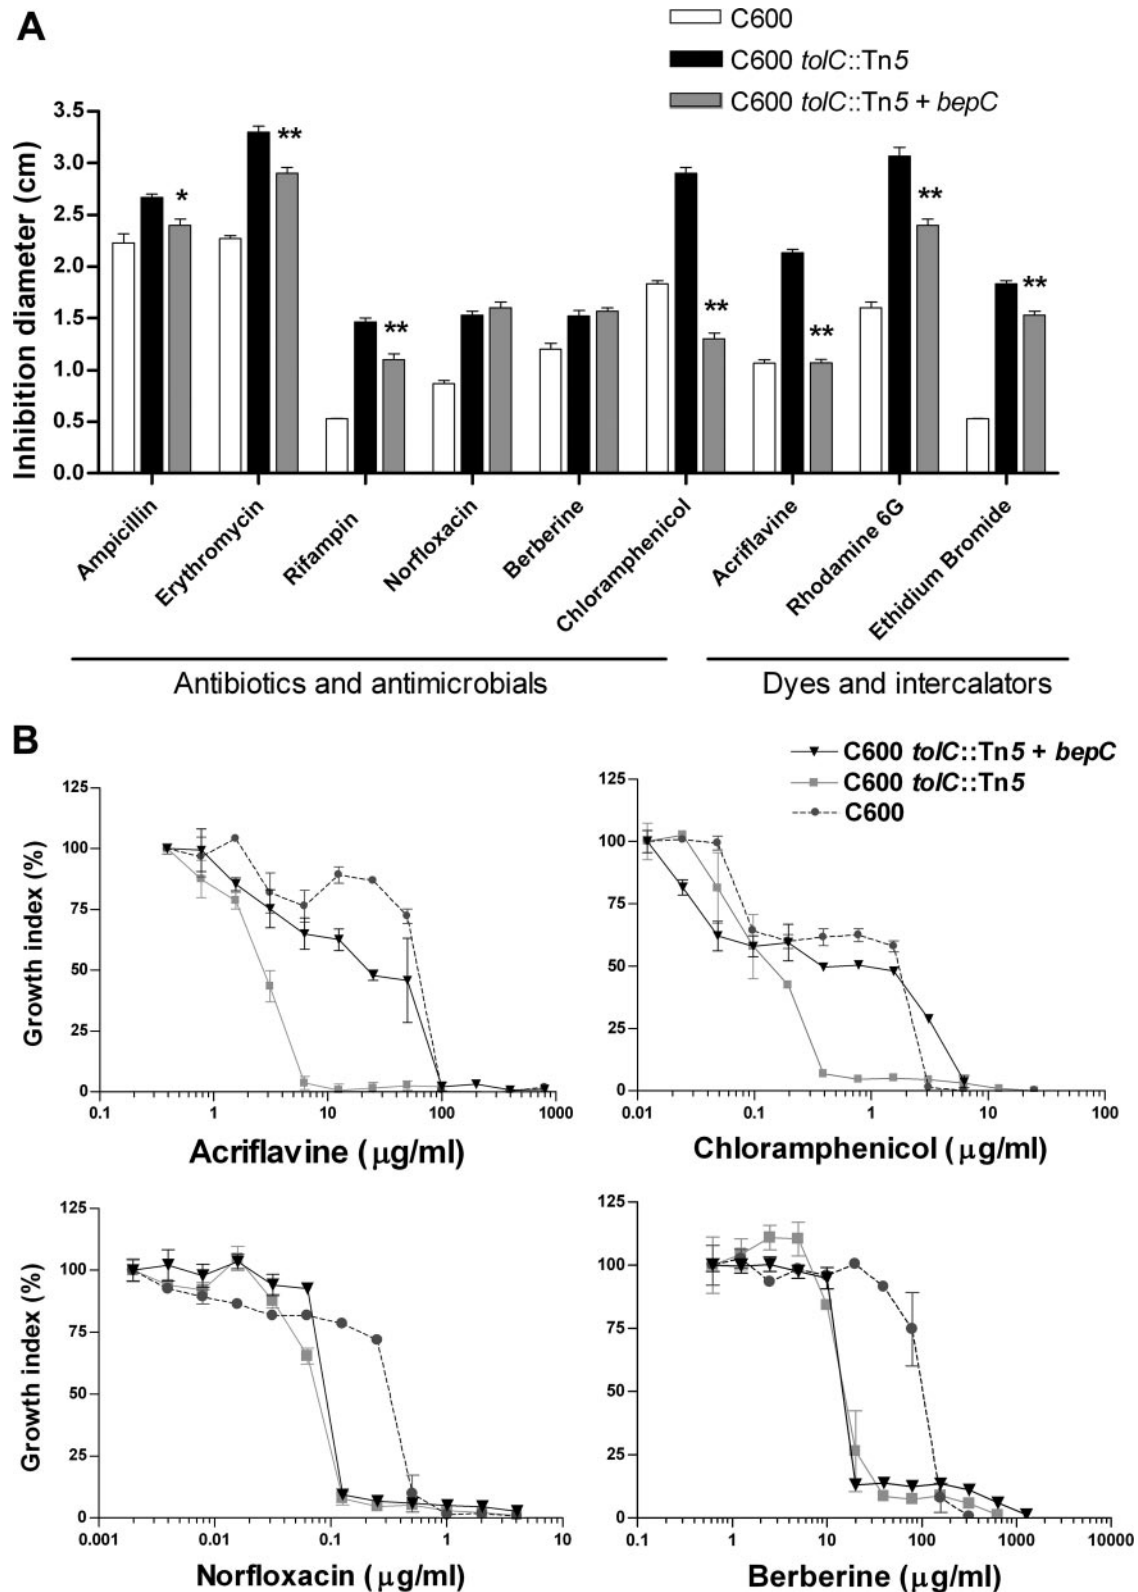 A
C600
C600 tolC::Tn5
C600 tolC::Tn5 + bepC
Inhibition diameter (cm)
3.5
3.0
2.5
2.0
1.5
1.0
0.5
0.0
*
**
**
**
**
**
**
Ampicillin
Erythromycin
Rifampin
Norfloxacin
Berberine
Chloramphenicol
Acriflavine
Rhodamine 6G
Ethidium Bromide
Antibiotics and antimicrobials
Dyes and intercalators
B
C600 tolC::Tn5 + bepC
C600 tolC::Tn5
C600
Growth index (%)
125
100
75
50
25
0
0.1 1 10 100 1000
Acriflavine (μg/ml)
125
100
75
50
25
0
0.01 0.1 1 10 100
Chloramphenicol (μg/ml)
Growth index (%)
125
100
75
50
25
0
0.001 0.01 0.1 1 10
Norfloxacin (μg/ml)
125
100
75
50
25
0
0.1 1 10 100 1000 10000
Berberine (μg/ml)